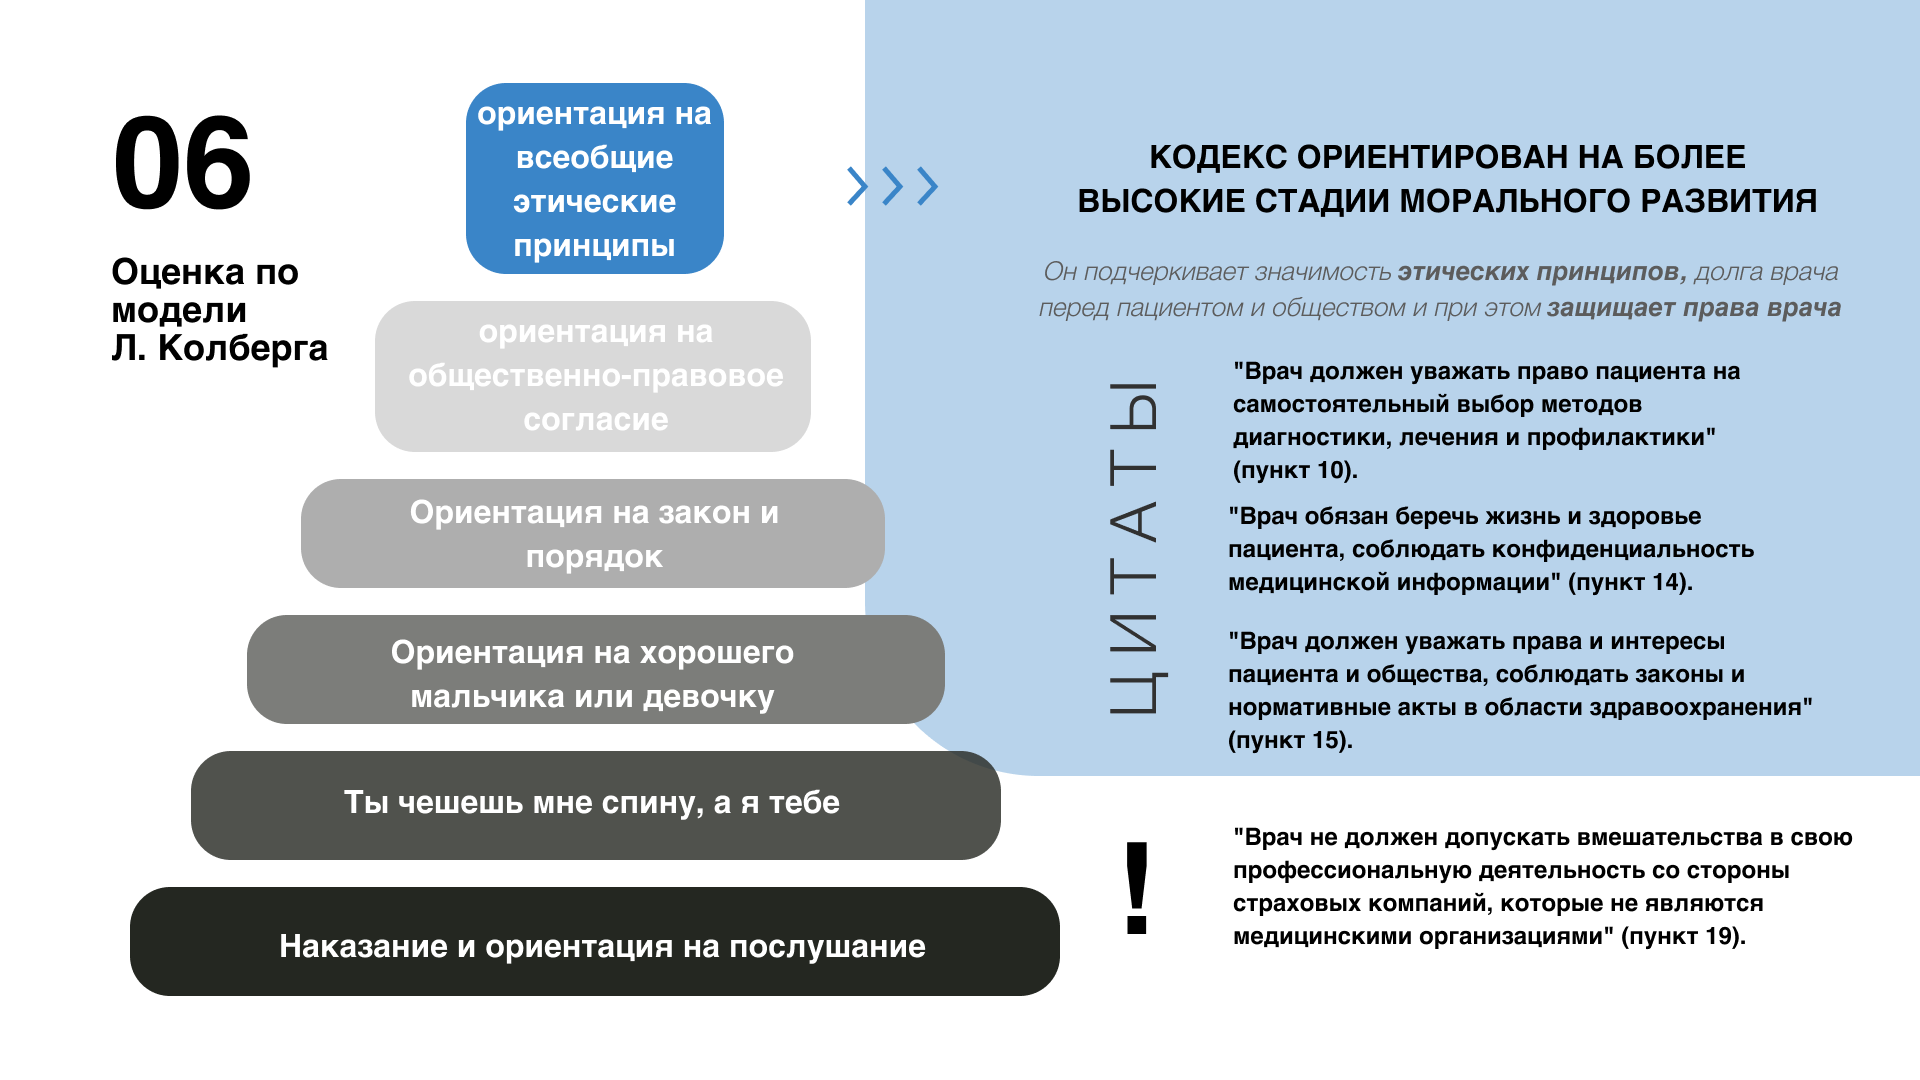 06
Оценка по
модели
Л. Колберга
ориентация на
всеобщие
этические
принципы
ориентация на
общественно-правовое
согласие
Ориентация на закон и
порядок
Ориентация на хорошего
мальчика или девочку
Ты чешешь мне спину, а я тебе
Наказание и ориентация на послушание
КОДЕКС ОРИЕНТИРОВАН НА БОЛЕЕ
ВЫСОКИЕ СТАДИИ МОРАЛЬНОГО РАЗВИТИЯ
Он подчеркивает значимость этических принципов, долга врача
перед пациентом и обществом и при этом защищает права врача
ЦИТАТЫ
"Врач должен уважать право пациента на
самостоятельный выбор методов
диагностики, лечения и профилактики"
(пункт 10).
"Врач обязан беречь жизнь и здоровье
пациента, соблюдать конфиденциальность
медицинской информации" (пункт 14).
"Врач должен уважать права и интересы
пациента и общества, соблюдать законы и
нормативные акты в области здравоохранения"
(пункт 15).
!
"Врач не должен допускать вмешательства в свою
профессиональную деятельность со стороны
страховых компаний, которые не являются
медицинскими организациями" (пункт 19).